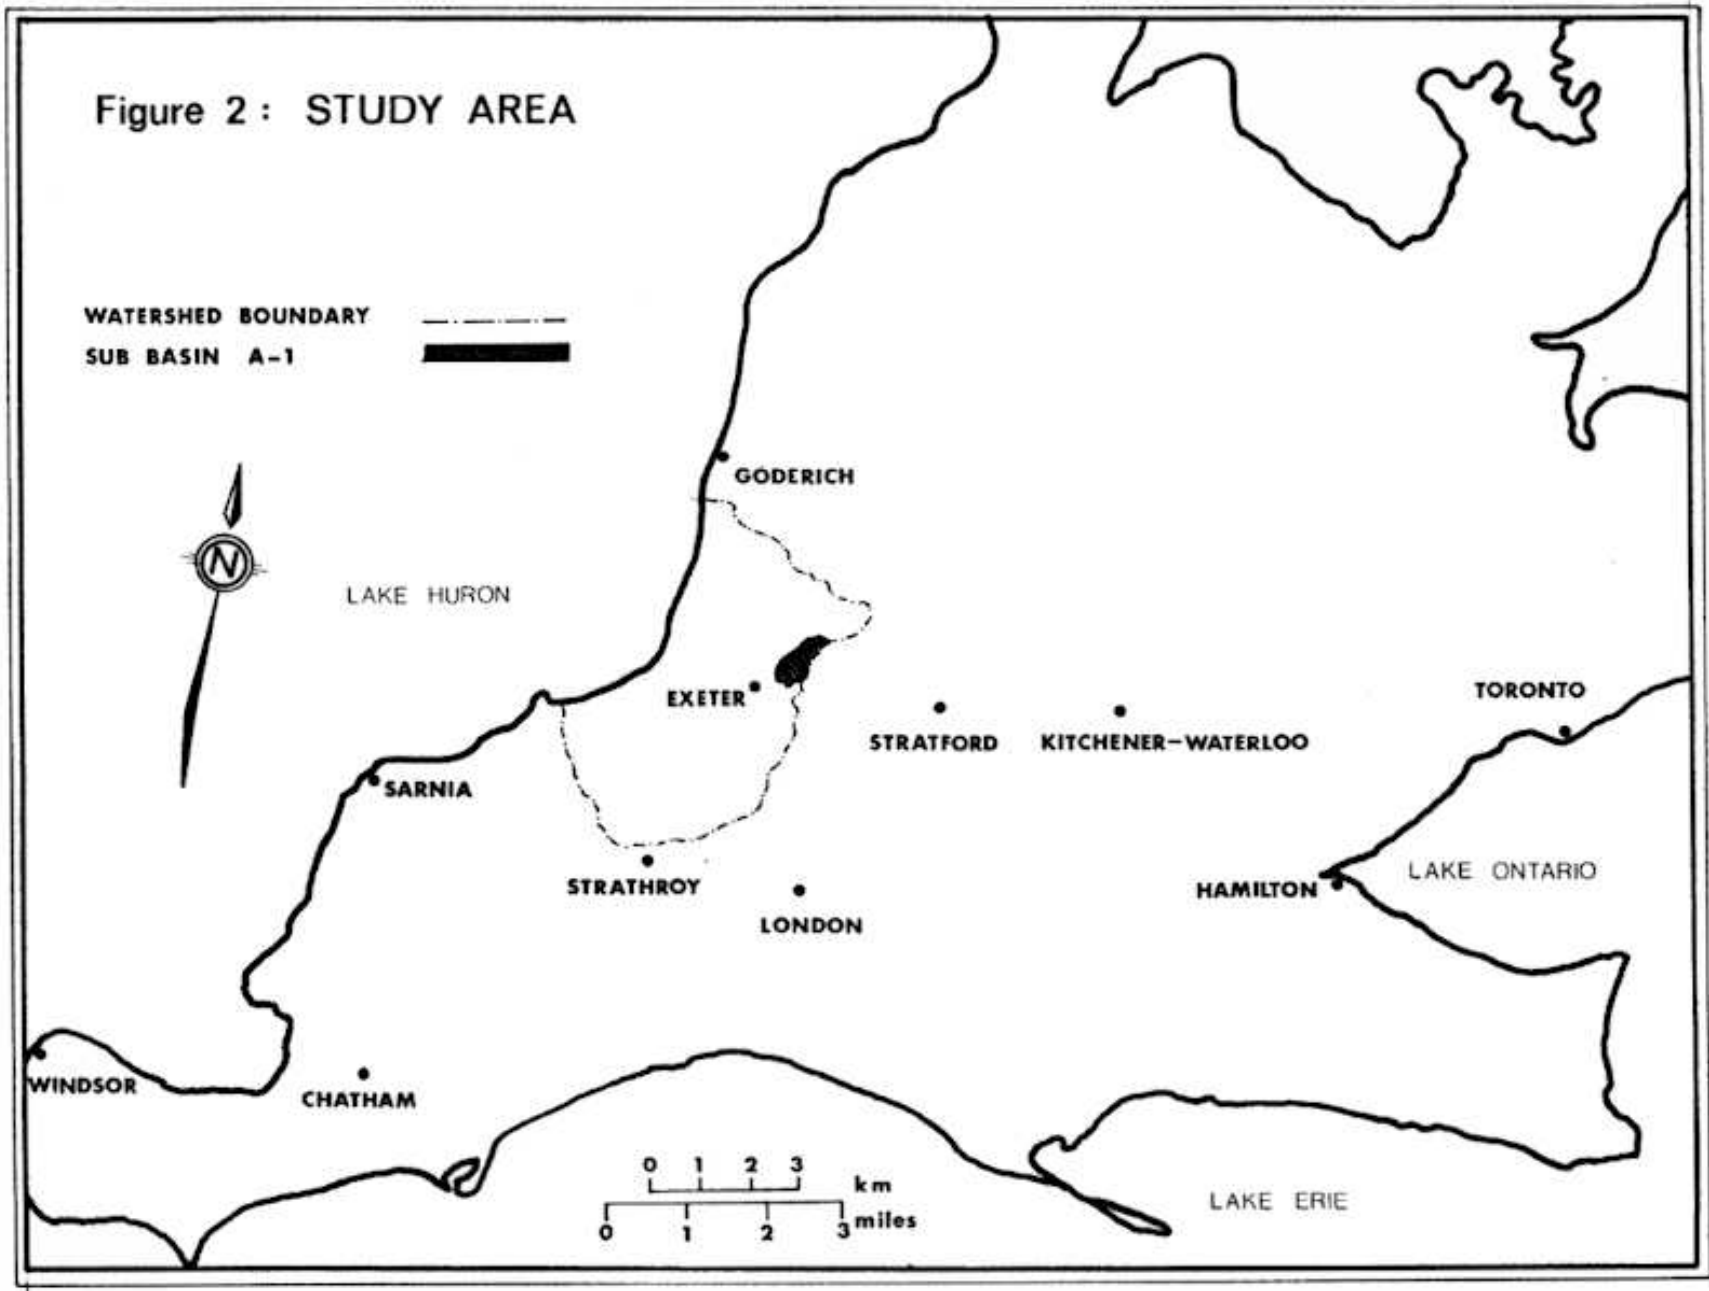 Figure 2 : STUDY AREA
WATERSHED BOUNDARY
SUB BASIN A-1
GODERICH
N
LAKE HURON
EXETER
TORONTO
STRATFORD
KITCHENER-WATERLOO
SARNIA
LAKE ONTARIO
STRATHROY
HAMILTON
LONDON
WINDSOR
CHATHAM
0 1 2 3
km
LAKE ERIE
miles
0 1 2 3